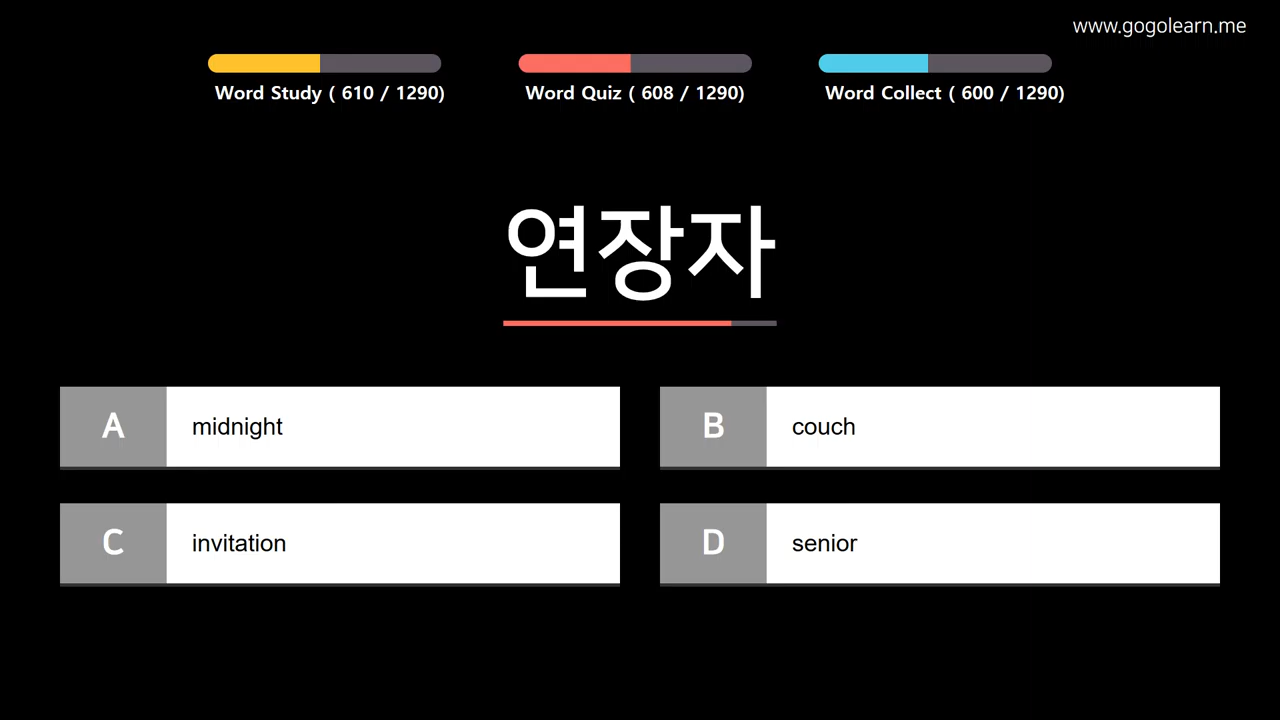 www.gogolearn.me
Word Study ( 610 / 1290)
Word Quiz ( 608 / 1290)
Word Collect ( 600 / 1290)
연장자
A midnight
B couch
C invitation
D senior